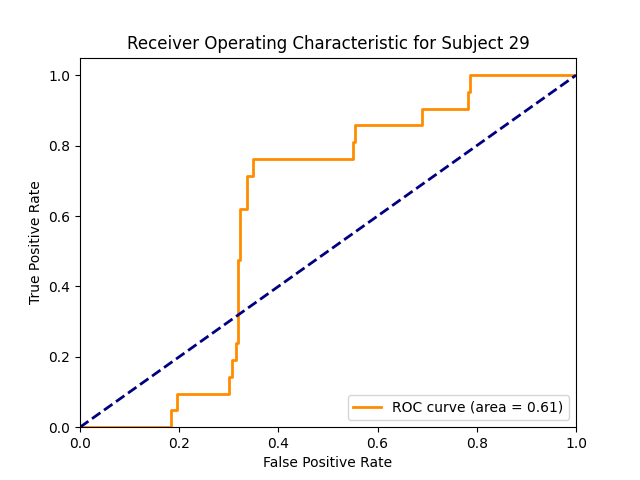 Receiver Operating Characteristic for Subject 29
1.0
0.8
0.6
0.4
0.2
0.0
True Positive Rate
ROC curve (area = 0.61)
0.0 0.2 0.4 0.6 0.8 1.0
False Positive Rate